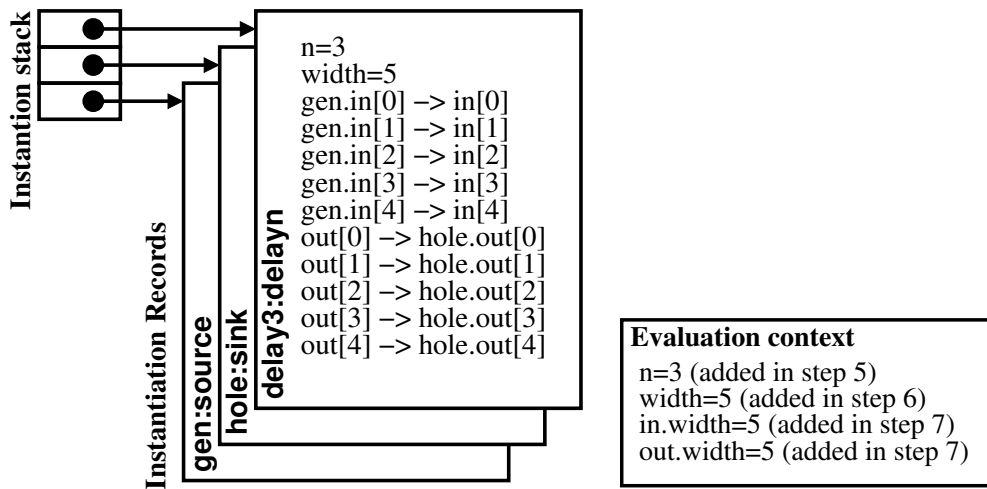 Instantion stack
Instantiation Records
gen:source
hole:sink
delay3:delayn
n=3
width=5
gen.in[0] −> in[0]
gen.in[1] −> in[1]
gen.in[2] −> in[2]
gen.in[3] −> in[3]
gen.in[4] −> in[4]
out[0] −> hole.out[0]
out[1] −> hole.out[1]
out[2] −> hole.out[2]
out[3] −> hole.out[3]
out[4] −> hole.out[4]
Evaluation context
n=3 (added in step 5)
width=5 (added in step 6)
in.width=5 (added in step 7)
out.width=5 (added in step 7)